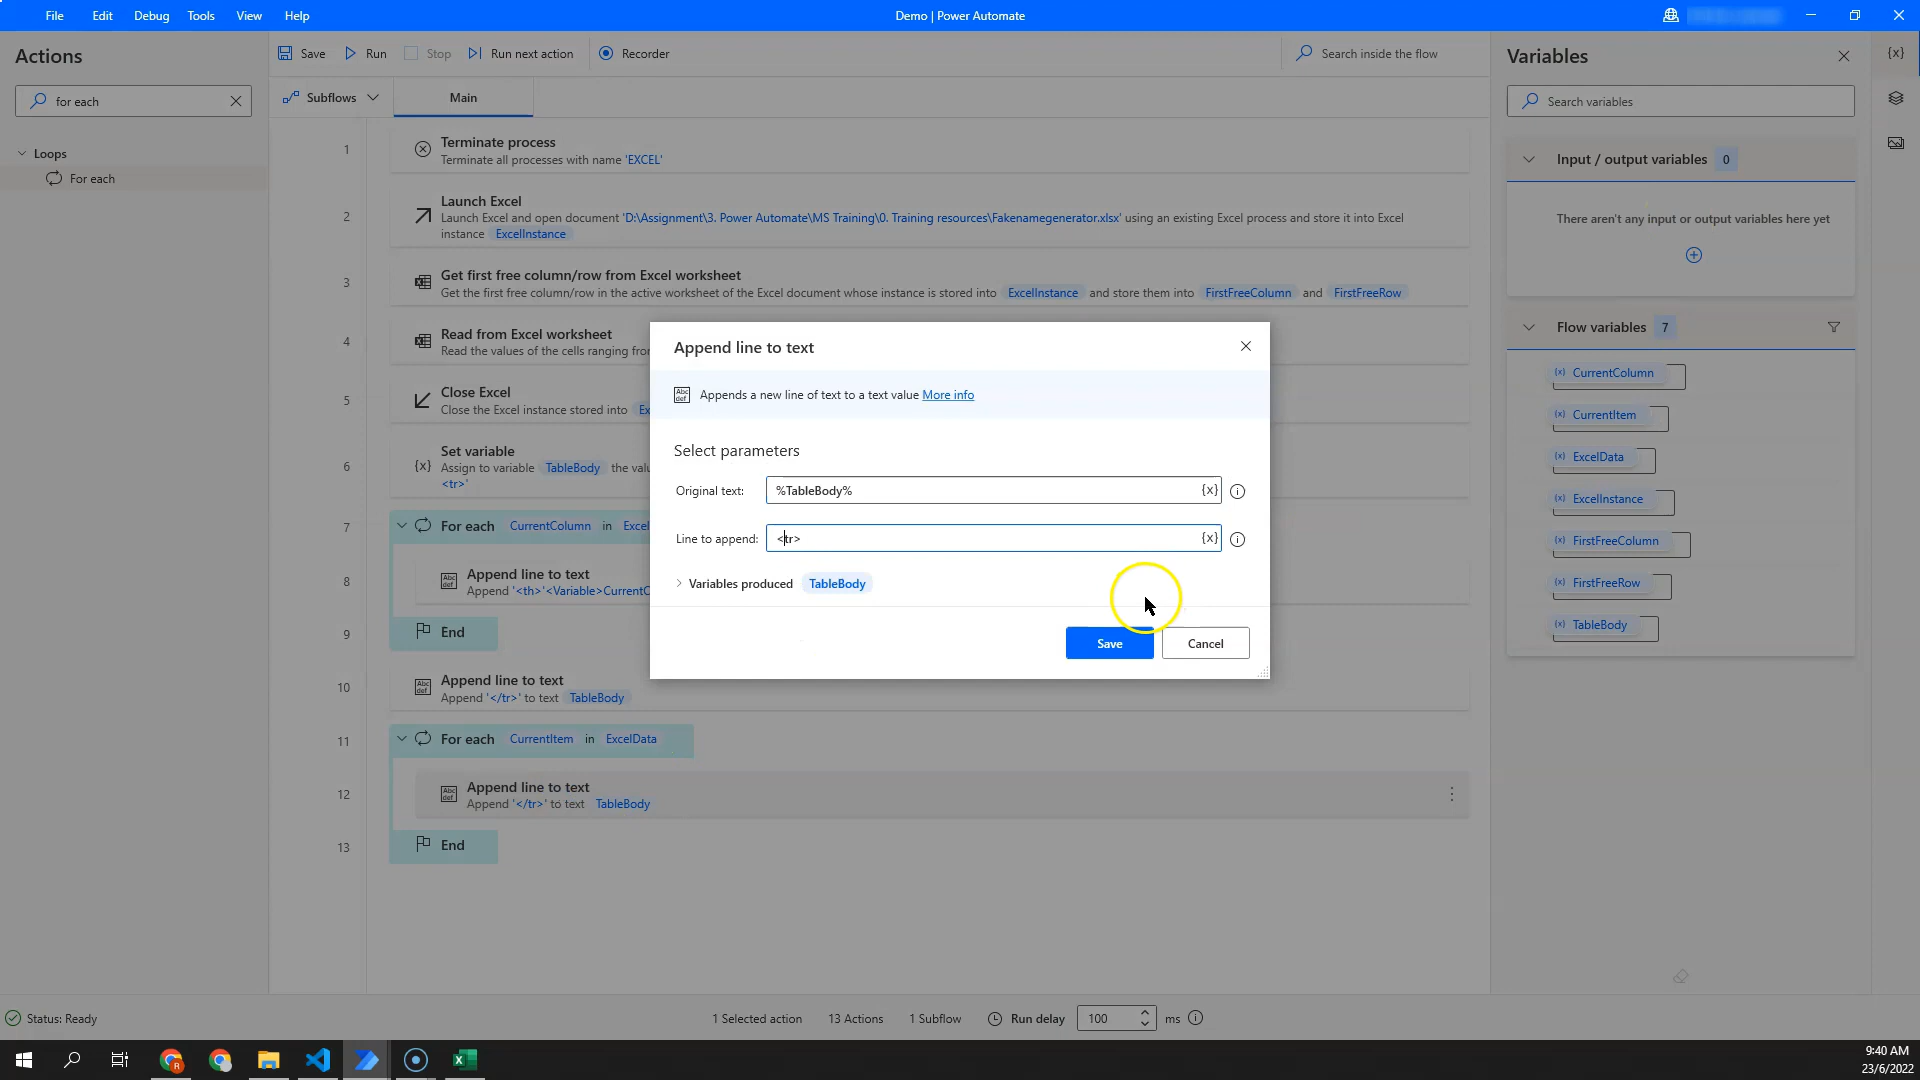 File Edit Debug Tools View Help
Demo | Power Automate
Actions
for each
Loops
For each
Save Run Stop Run next action Recorder
Search inside the flow
Subflows Main
1 Terminate process
Terminate all processes with name 'EXCEL'
2 Launch Excel
Launch Excel and open document 'D:\Assignment\3. Power Automate\MS Training\0. Training resources\Fakenamegenerator.xlsx' using an existing Excel process and store it into Excel
instance ExcelInstance
3 Get first free column/row from Excel worksheet
Get the first free column/row in the active worksheet of the Excel document whose instance is stored into ExcelInstance and store them into FirstFreeColumn and FirstFreeRow
4 Read from Excel worksheet
Read the values of the cells ranging fro
5 Close Excel
Close the Excel instance stored into Ex
6 Set variable
{x} Assign to variable TableBody the valu
<tr>'
7 For each CurrentColumn in Excel
8 Append line to text
Append '<th>'<Variable>CurrentC
9 End
10 Append line to text
Append '</tr>' to text TableBody
11 For each CurrentItem in ExcelData
12 Append line to text
Append '</tr>' to text TableBody
13 End
Append line to text
Abc def Appends a new line of text to a text value More info
Select parameters
Original text: %TableBody% {x}
Line to append: <tr> {x}
Variables produced TableBody
Save Cancel
Variables
{x}
Search variables
Input / output variables 0
There aren't any input or output variables here yet
Flow variables 7
(x) CurrentColumn
(x) CurrentItem
(x) ExcelData
(x) ExcelInstance
(x) FirstFreeColumn
(x) FirstFreeRow
(x) TableBody
Status: Ready
1 Selected action 13 Actions 1 Subflow Run delay 100 ms
9:40 AM
23/6/2022